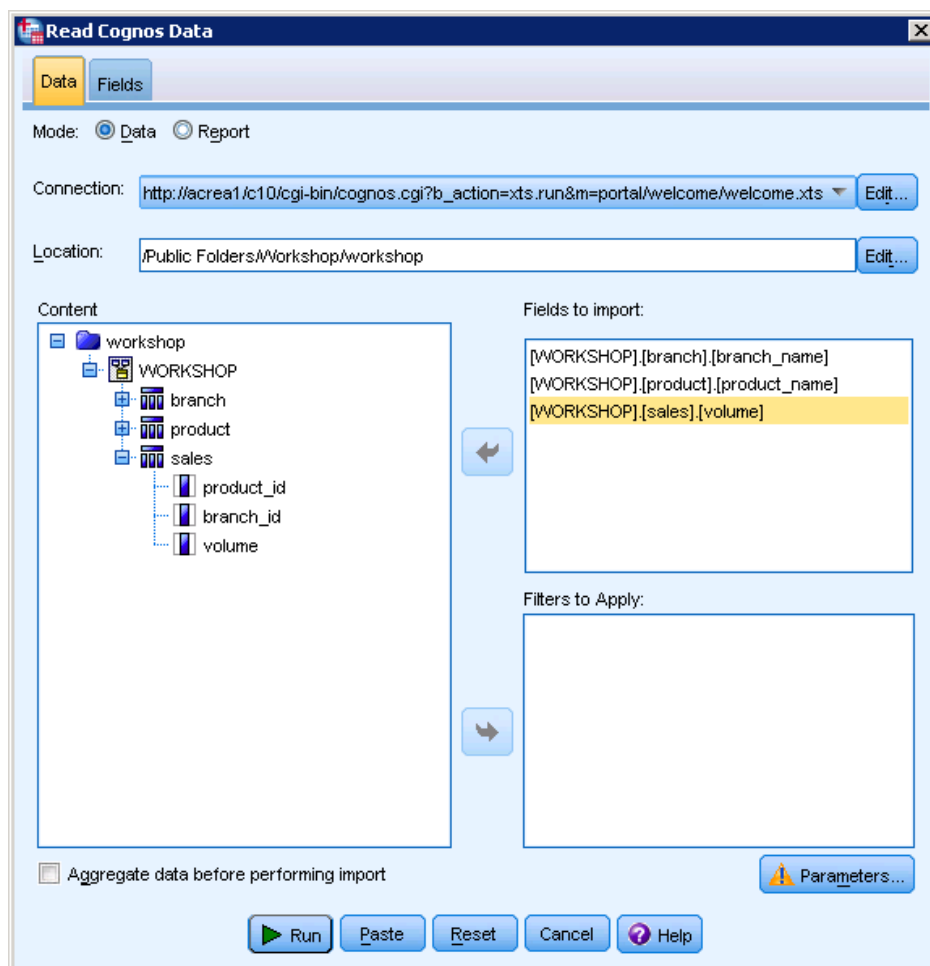 Read Cognos Data
Data Fields
Mode: Data Report
Connection: http://acrea1/c10/cgi-bin/cognos.cgi?b_action=xts.run&m=portal/welcome/welcome.xts Edit...
Location: /Public Folders/Workshop/workshop Edit...
Content
workshop
WORKSHOP
branch
product
sales
product_id
branch_id
volume
Fields to import:
[WORKSHOP].[branch].[branch_name]
[WORKSHOP].[product].[product_name]
[WORKSHOP].[sales].[volume]
Filters to Apply:
Aggregate data before performing import
Parameters...
Run Paste Reset Cancel Help